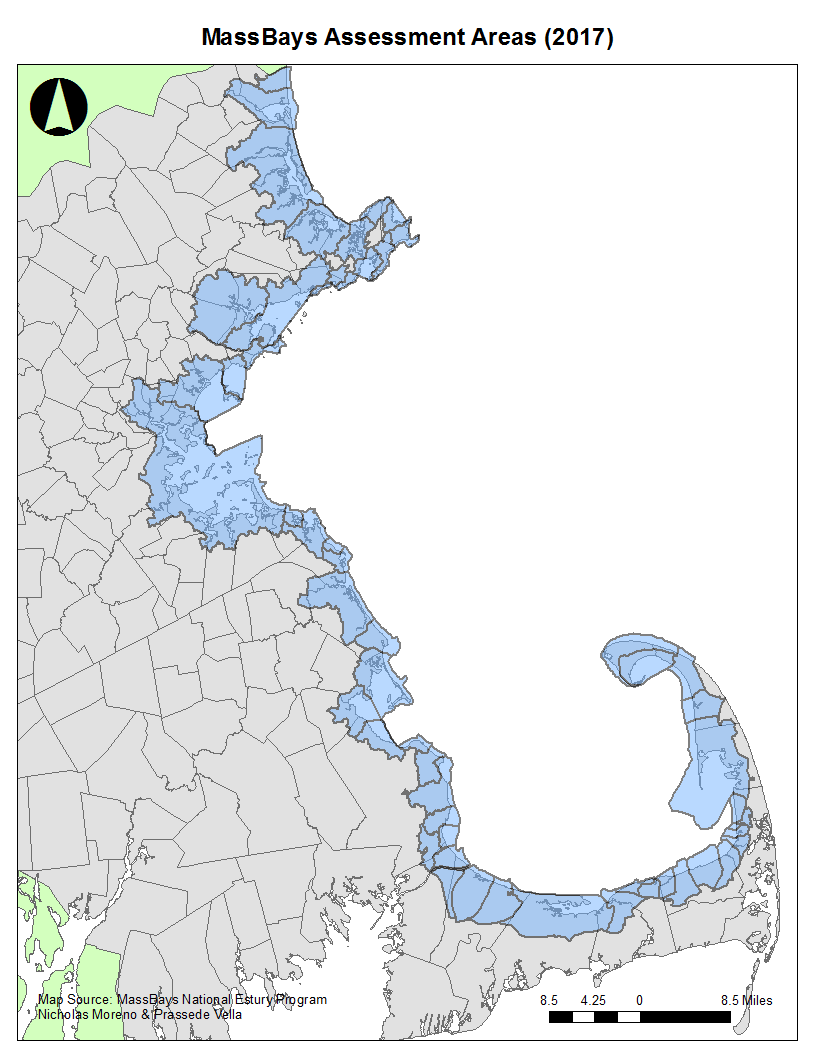 MassBays Assessment Areas (2017)
Map Source: MassBays National Estury Program
Nicholas Moreno & Prassede Vella
8.5 4.25 0 8.5 Miles